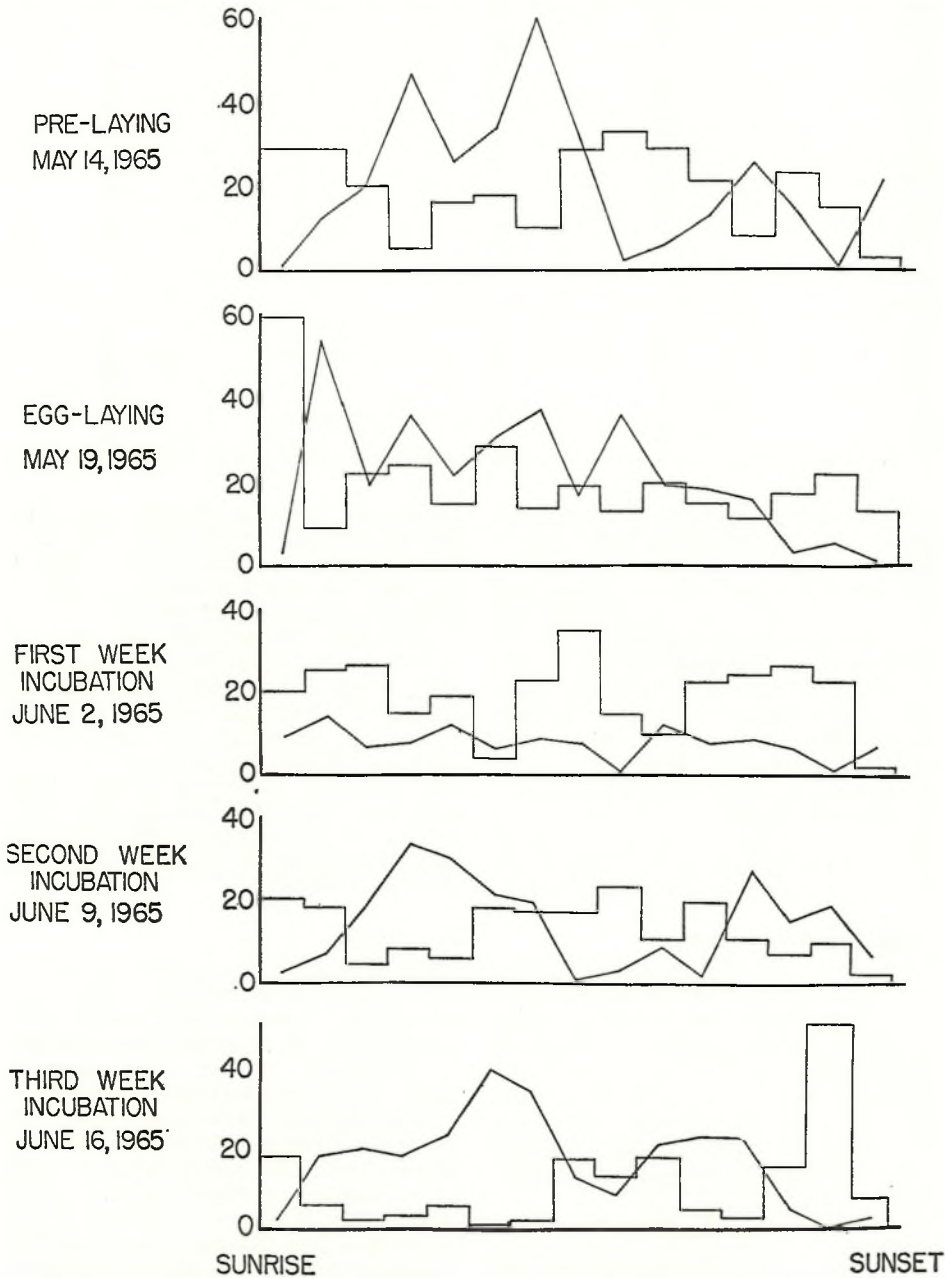 60
40
20
0
PRE-LAYING
MAY 14, 1965
60
40
20
0
EGG-LAYING
MAY 19, 1965
40
20
0
FIRST WEEK
INCUBATION
JUNE 2, 1965
40
20
0
SECOND WEEK
INCUBATION
JUNE 9, 1965
40
20
0
THIRD WEEK
INCUBATION
JUNE 16, 1965
SUNRISE SUNSET